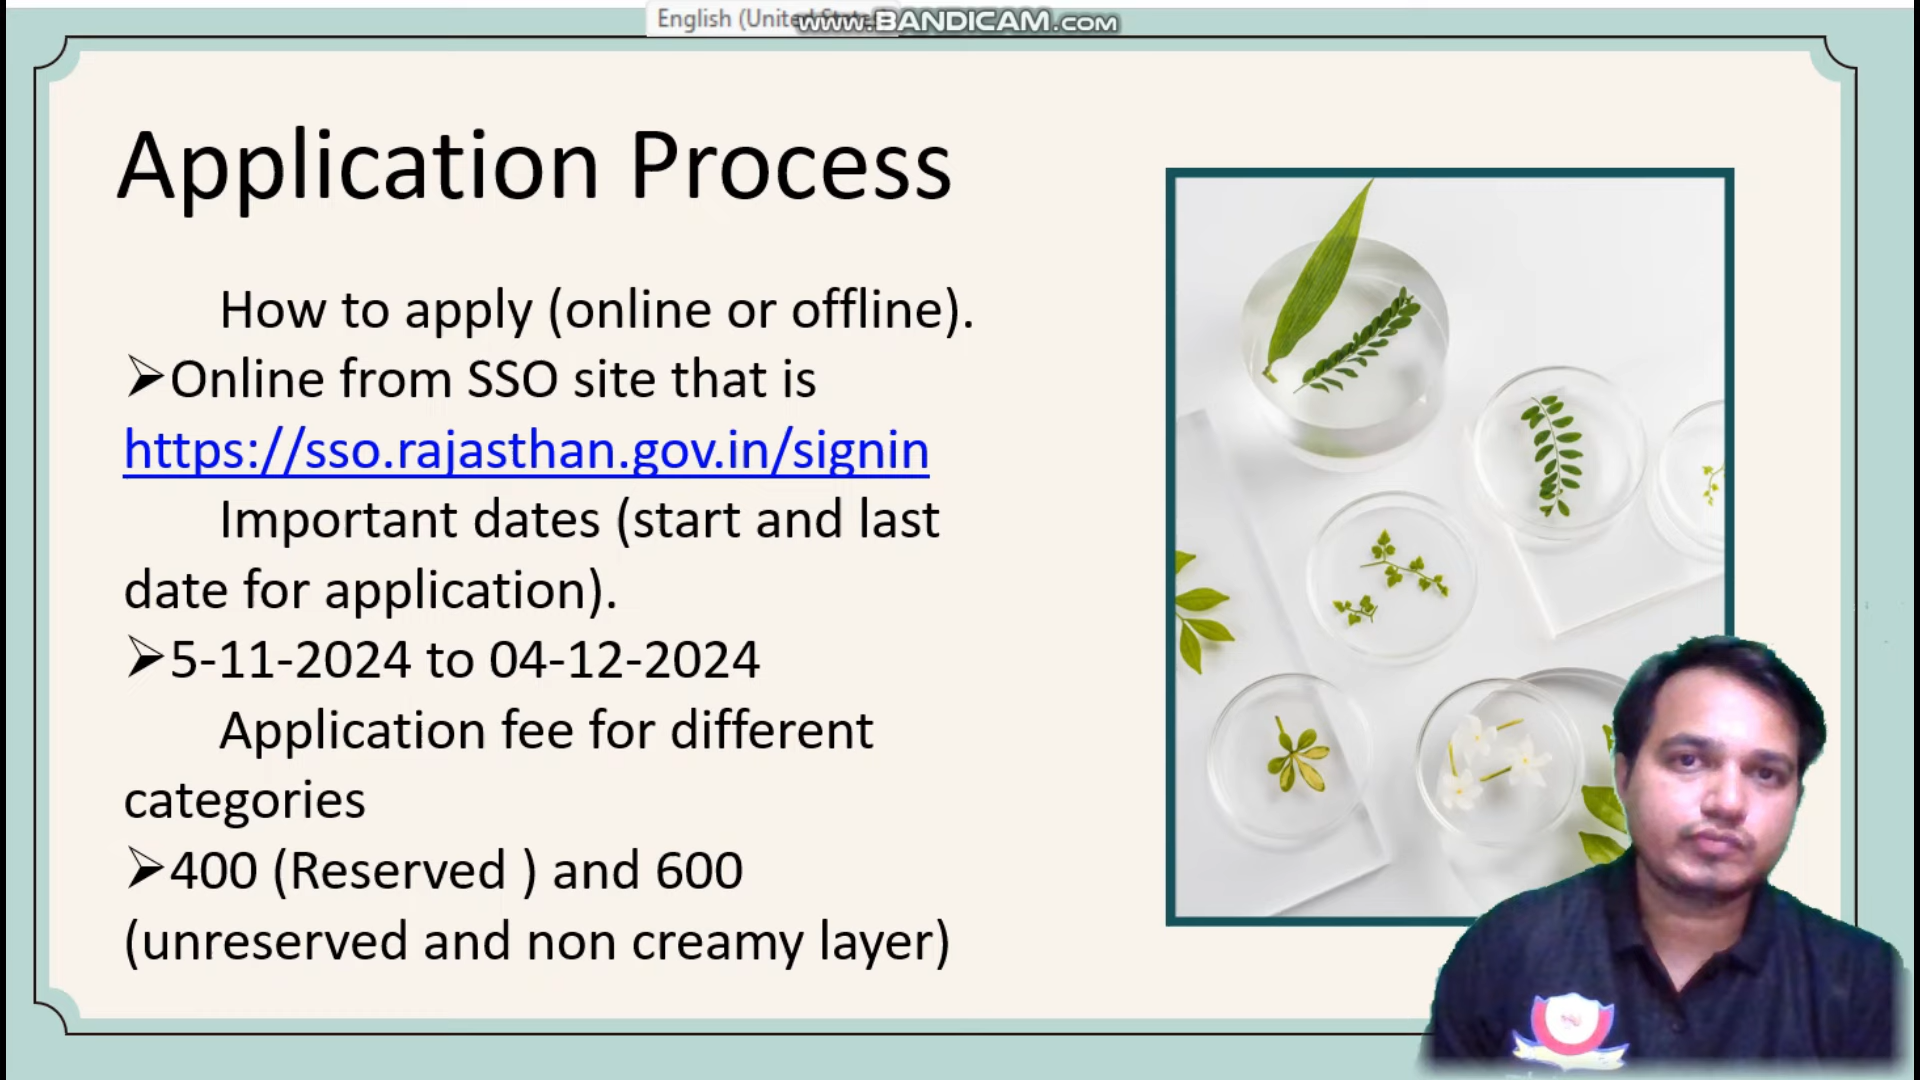 English (United States)
www.BANDICAM.com
Application Process
How to apply (online or offline).
➢Online from SSO site that is
https://sso.rajasthan.gov.in/signin
Important dates (start and last
date for application).
➢5-11-2024 to 04-12-2024
Application fee for different
categories
➢400 (Reserved ) and 600
(unreserved and non creamy layer)